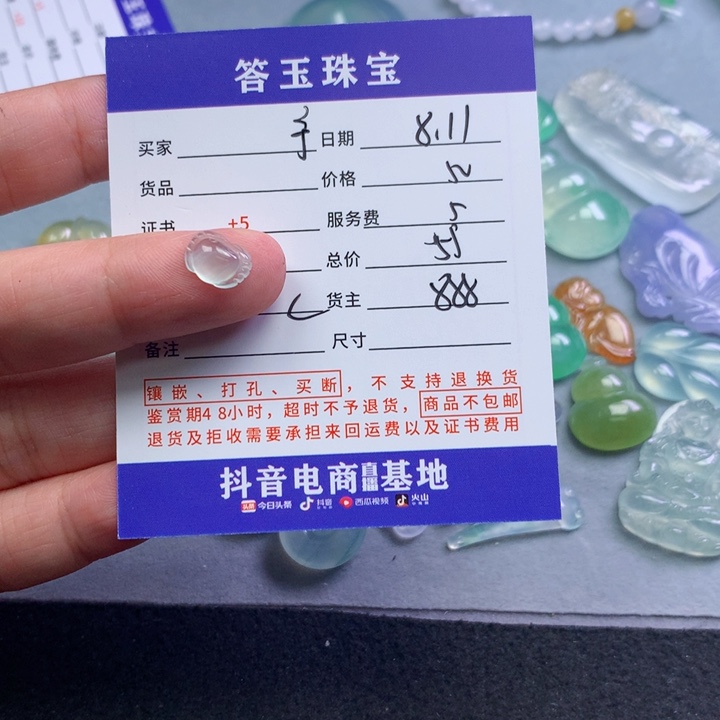 答玉珠宝
买家 日期 8.11
货品 价格
证书 +5 服务费 5
总价 55
货主 888
备注 尺寸
镶嵌、打孔、买断，不支持退换货
鉴赏期48小时，超时不予退货，商品不包邮
退货及拒收需要承担来回运费以及证书费用
抖音电商直播基地
头条 今日头条 抖音 西瓜视频 火山